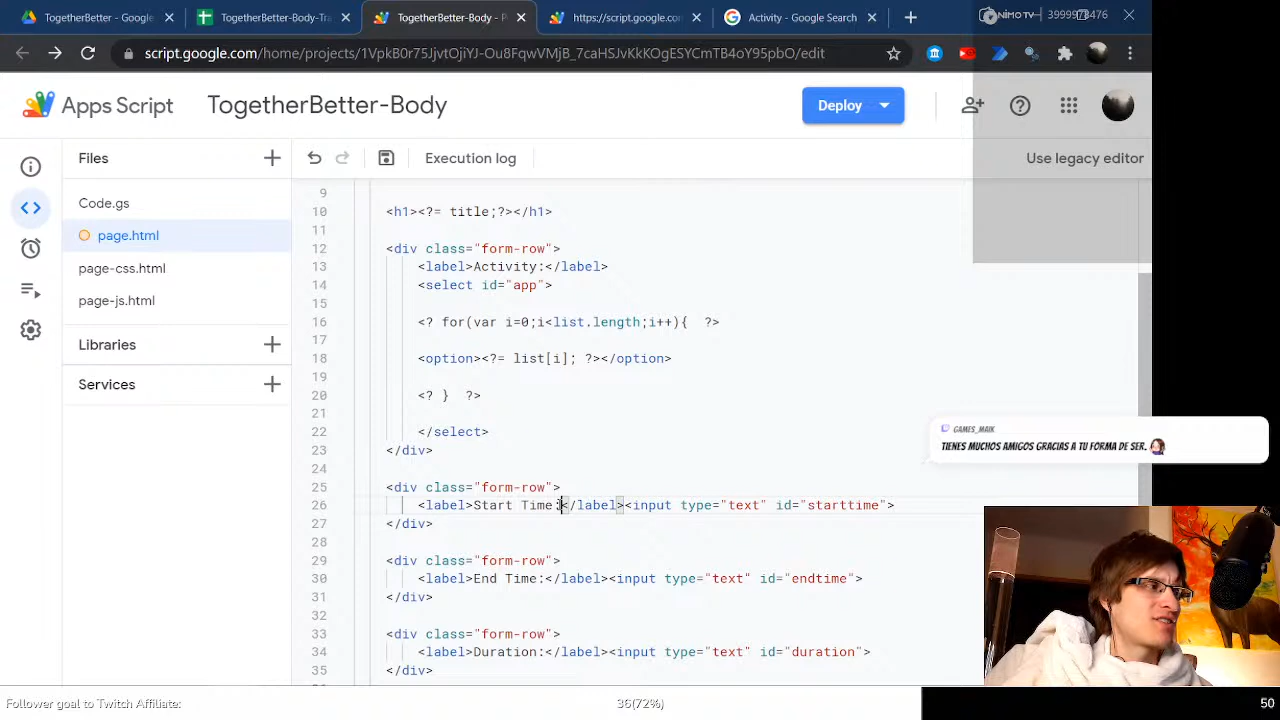 TogetherBetter - Google
TogetherBetter-Body-Tra
TogetherBetter-Body - P
https://script.google.com
Activity - Google Search
NIMO TV
script.google.com/home/projects/1VpkB0r75JjvtOjiYJ-Ou8FqwVMjB_7caHSJvKkKOgESYCmTB4oY95pbO/edit
Apps Script
TogetherBetter-Body
Deploy
Files
Execution log
Use legacy editor
Code.gs
page.html
page-css.html
page-js.html
Libraries
Services
9
10 <h1><?= title;?></h1>
11
12 <div class="form-row">
13 <label>Activity:</label>
14 <select id="app">
15
16 <? for(var i=0;i<list.length;i++){ ?>
17
18 <option><?= list[i]; ?></option>
19
20 <? } ?>
21
22 </select>
23 </div>
24
25 <div class="form-row">
26 <label>Start Time:</label><input type="text" id="starttime">
27 </div>
28
29 <div class="form-row">
30 <label>End Time:</label><input type="text" id="endtime">
31 </div>
32
33 <div class="form-row">
34 <label>Duration:</label><input type="text" id="duration">
35 </div>
GAMES_MAIK
TIENES MUCHOS AMIGOS GRACIAS A TU FORMA DE SER.
Follower goal to Twitch Affiliate:
36(72%)
50